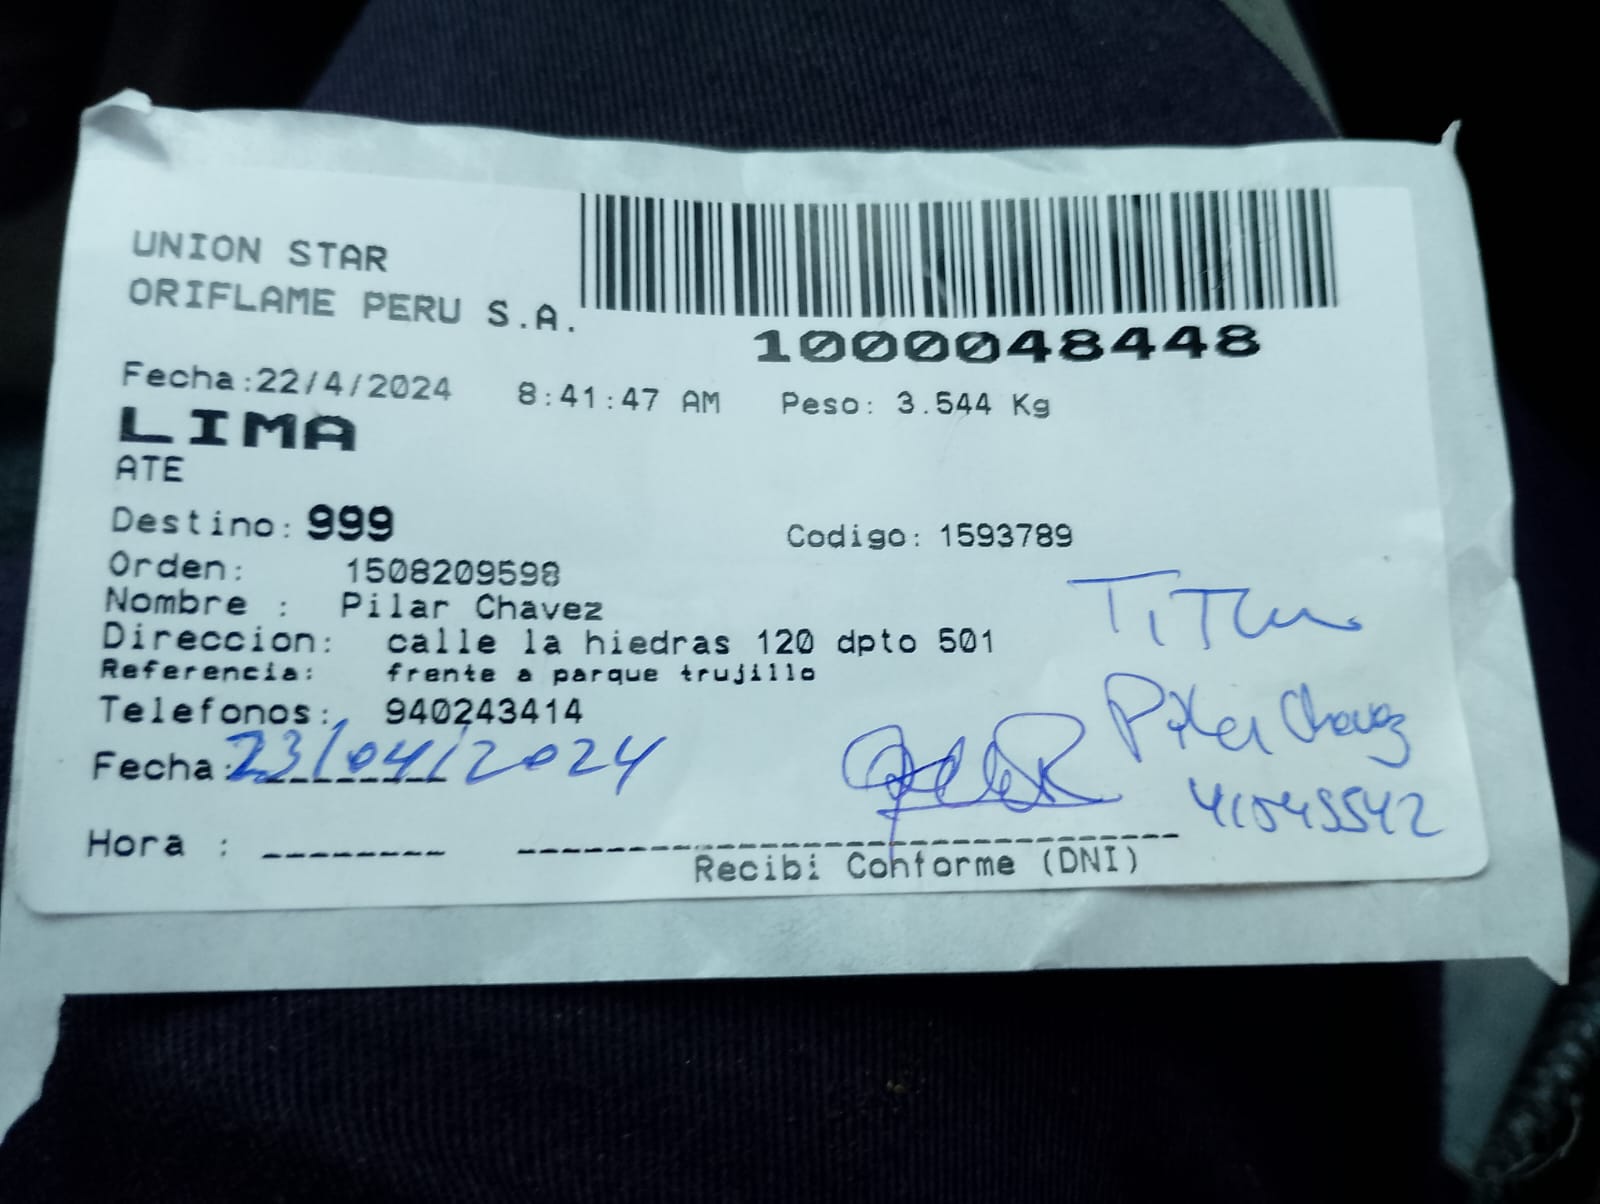 UNION STAR
ORIFLAME PERU S.A.
1000048448
Fecha:22/4/2024 8:41:47 AM Peso: 3.544 Kg
LIMA
ATE
Destino: 999 Codigo: 1593789
Orden: 1508209598
Nombre : Pilar Chavez
Direccion: calle la hiedras 120 dpto 501
Referencia: frente a parque trujillo
Telefonos: 940243414
Pilar Chavez
Fecha: 23/04/2024
Hora :
Recibi Conforme (DNI)